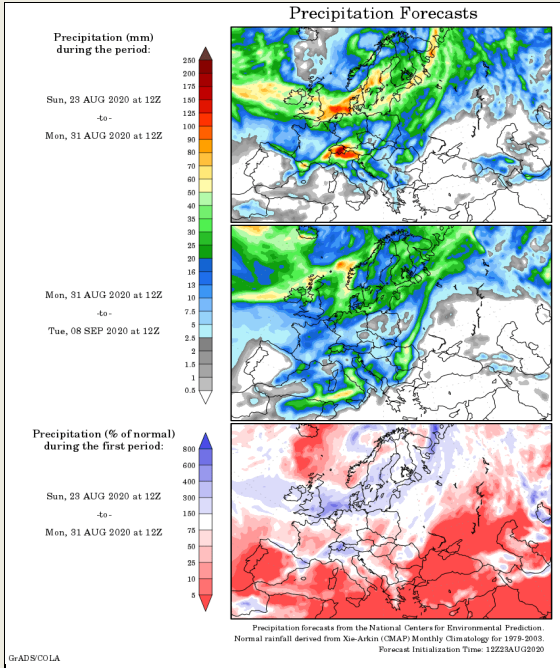 Precipitation Forecasts
Precipitation (mm)
during the period:
Sun, 23 AUG 2020 at 12Z
-to-
Mon, 31 AUG 2020 at 12Z
250
200
175
150
125
100
90
80
70
60
50
40
35
30
25
20
16
13
10
7.5
5
2.5
2
1.5
1
0.5
Mon, 31 AUG 2020 at 12Z
-to-
Tue, 08 SEP 2020 at 12Z
Precipitation (% of normal)
during the first period:
Sun, 23 AUG 2020 at 12Z
-to-
Mon, 31 AUG 2020 at 12Z
800
600
400
300
150
75
50
25
10
5
Precipitation forecasts from the National Centers for Environmental Prediction.
Normal rainfall derived from Xie-Arkin (CMAP) Monthly Climatology for 1979-2003.
Forecast Initialization Time: 12Z23AUG2020
GrADS/COLA